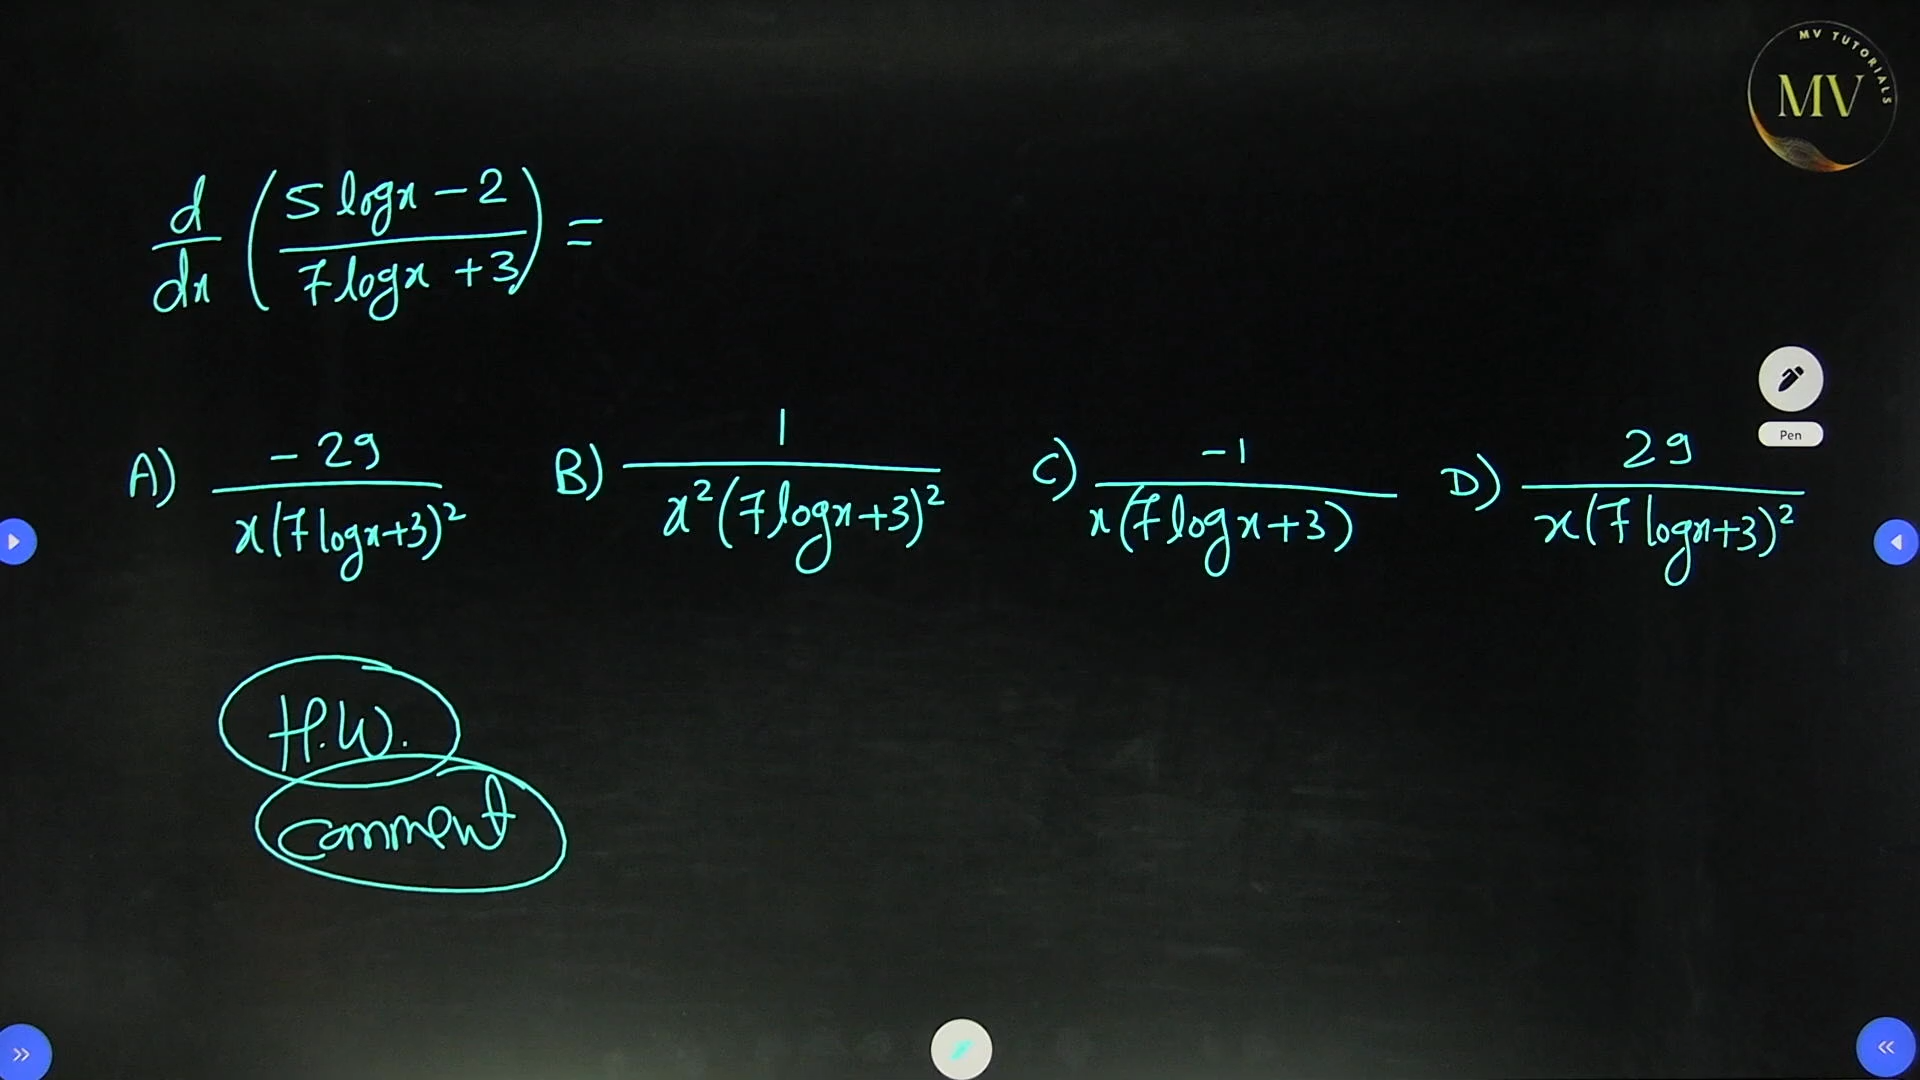 MV TUTORIALS
MV
d/dx (5 log x - 2 / 7 log x + 3) =
Pen
A) -29 / x(7 log x+3)² B) 1 / x²(7 log x+3)² C) -1 / x(7 log x+3) D) 29 / x(7 log x+3)²
H.W.
comment